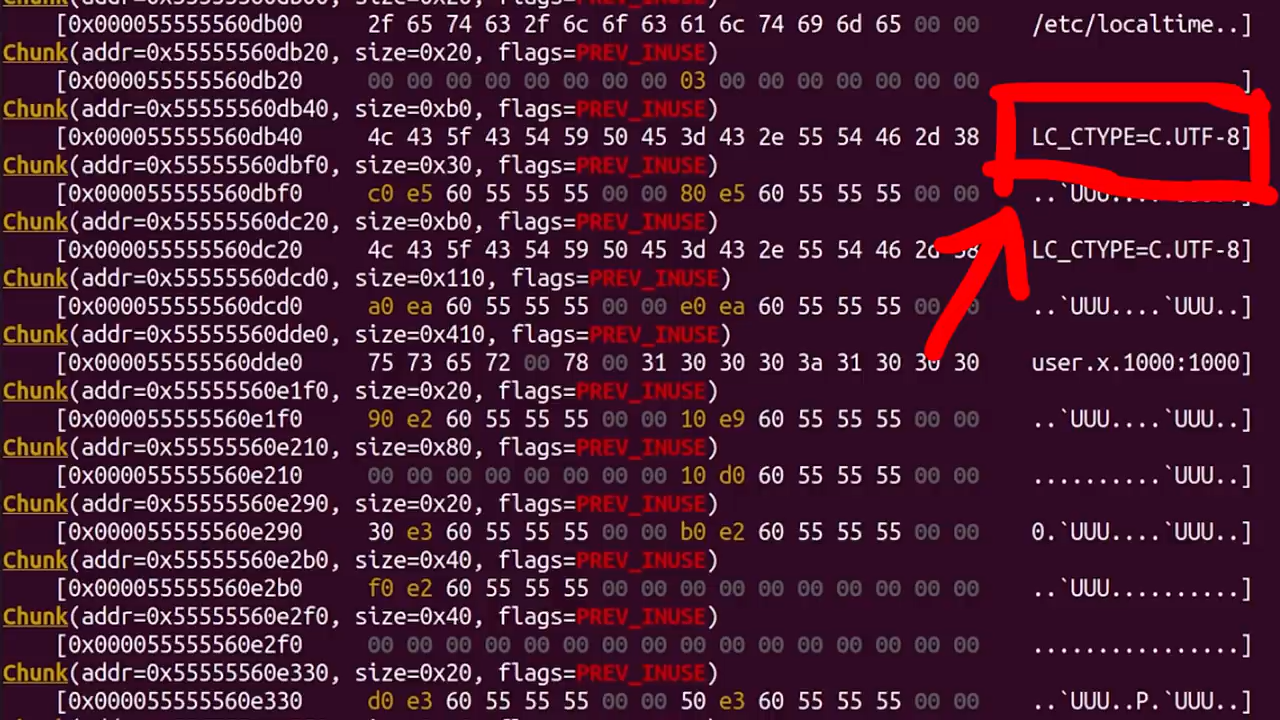 [0x000055555560db00 2f 65 74 63 2f 6c 6f 63 61 6c 74 69 6d 65 00 00 /etc/localtime..]
Chunk(addr=0x55555560db20, size=0x20, flags=PREV_INUSE)
[0x000055555560db20 00 00 00 00 00 00 00 00 03 00 00 00 00 00 00 00 ]
Chunk(addr=0x55555560db40, size=0xb0, flags=PREV_INUSE)
[0x000055555560db40 4c 43 5f 43 54 59 50 45 3d 43 2e 55 54 46 2d 38 LC_CTYPE=C.UTF-8]
Chunk(addr=0x55555560dbf0, size=0x30, flags=PREV_INUSE)
[0x000055555560dbf0 c0 e5 60 55 55 55 00 00 80 e5 60 55 55 55 00 00 ..`UUU....`UUU..]
Chunk(addr=0x55555560dc20, size=0xb0, flags=PREV_INUSE)
[0x000055555560dc20 4c 43 5f 43 54 59 50 45 3d 43 2e 55 54 46 2d 38 LC_CTYPE=C.UTF-8]
Chunk(addr=0x55555560dcd0, size=0x110, flags=PREV_INUSE)
[0x000055555560dcd0 a0 ea 60 55 55 55 00 00 e0 ea 60 55 55 55 00 00 ..`UUU....`UUU..]
Chunk(addr=0x55555560dde0, size=0x410, flags=PREV_INUSE)
[0x000055555560dde0 75 73 65 72 00 78 00 31 30 30 30 3a 31 30 30 30 user.x.1000:1000]
Chunk(addr=0x55555560e1f0, size=0x20, flags=PREV_INUSE)
[0x000055555560e1f0 90 e2 60 55 55 55 00 00 10 e9 60 55 55 55 00 00 ..`UUU....`UUU..]
Chunk(addr=0x55555560e210, size=0x80, flags=PREV_INUSE)
[0x000055555560e210 00 00 00 00 00 00 00 00 10 d0 60 55 55 55 00 00 ..........`UUU..]
Chunk(addr=0x55555560e290, size=0x20, flags=PREV_INUSE)
[0x000055555560e290 30 e3 60 55 55 55 00 00 b0 e2 60 55 55 55 00 00 0.`UUU....`UUU..]
Chunk(addr=0x55555560e2b0, size=0x40, flags=PREV_INUSE)
[0x000055555560e2b0 f0 e2 60 55 55 55 00 00 00 00 00 00 00 00 00 00 ..`UUU..........]
Chunk(addr=0x55555560e2f0, size=0x40, flags=PREV_INUSE)
[0x000055555560e2f0 00 00 00 00 00 00 00 00 00 00 00 00 00 00 00 00 ................]
Chunk(addr=0x55555560e330, size=0x20, flags=PREV_INUSE)
[0x000055555560e330 d0 e3 60 55 55 55 00 00 50 e3 60 55 55 55 00 00 ..`UUU..P.`UUU..]